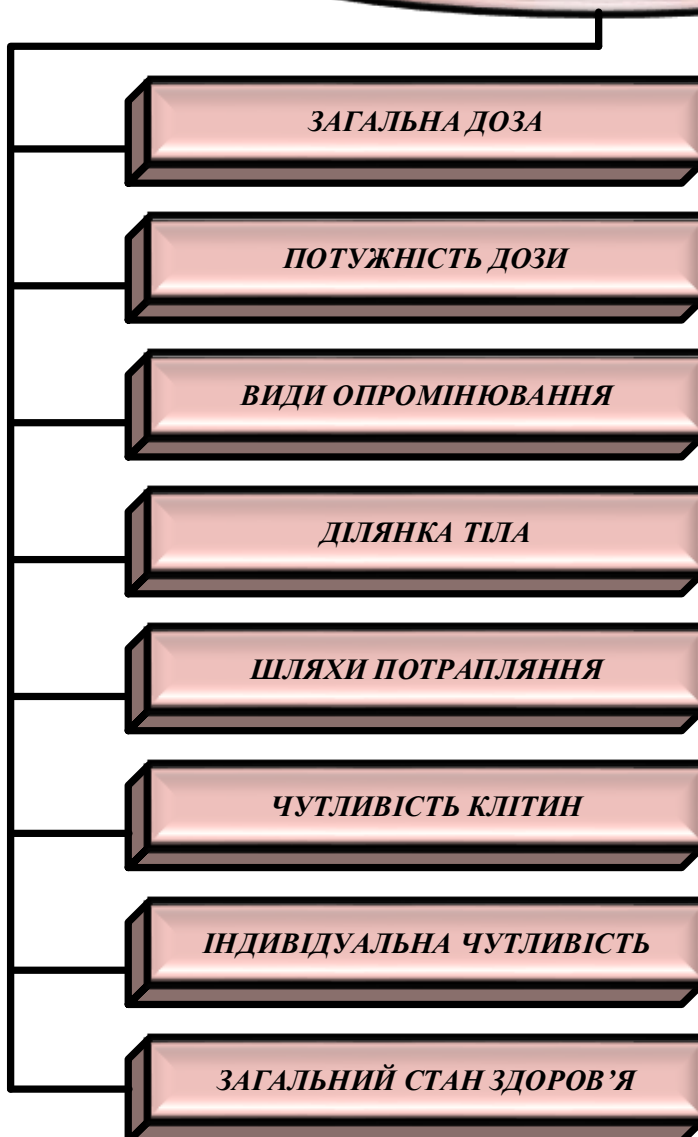 ЗАГАЛЬНА ДОЗА
ПОТУЖНІСТЬ ДОЗИ
ВИДИ ОПРОМІНЮВАННЯ
ДІЛЯНКА ТІЛА
ШЛЯХИ ПОТРАПЛЯННЯ
ЧУТЛИВІСТЬ КЛІТИН
ІНДИВІДУАЛЬНА ЧУТЛИВІСТЬ
ЗАГАЛЬНИЙ СТАН ЗДОРОВ’Я